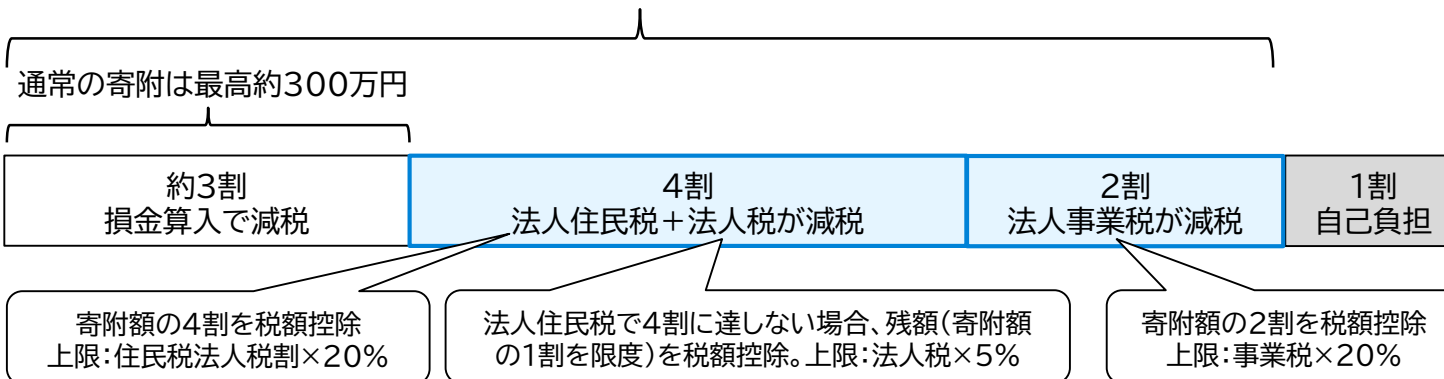 通常の寄附は最高約300万円
約3割
損金算入で減税
4割
法人住民税＋法人税が減税
2割
法人事業税が減税
1割
自己負担
寄附額の4割を税額控除
上限：住民税法人税割×20%
法人住民税で4割に達しない場合、残額（寄附額
の1割を限度）を税額控除。上限：法人税×5%
寄附額の2割を税額控除
上限：事業税×20%